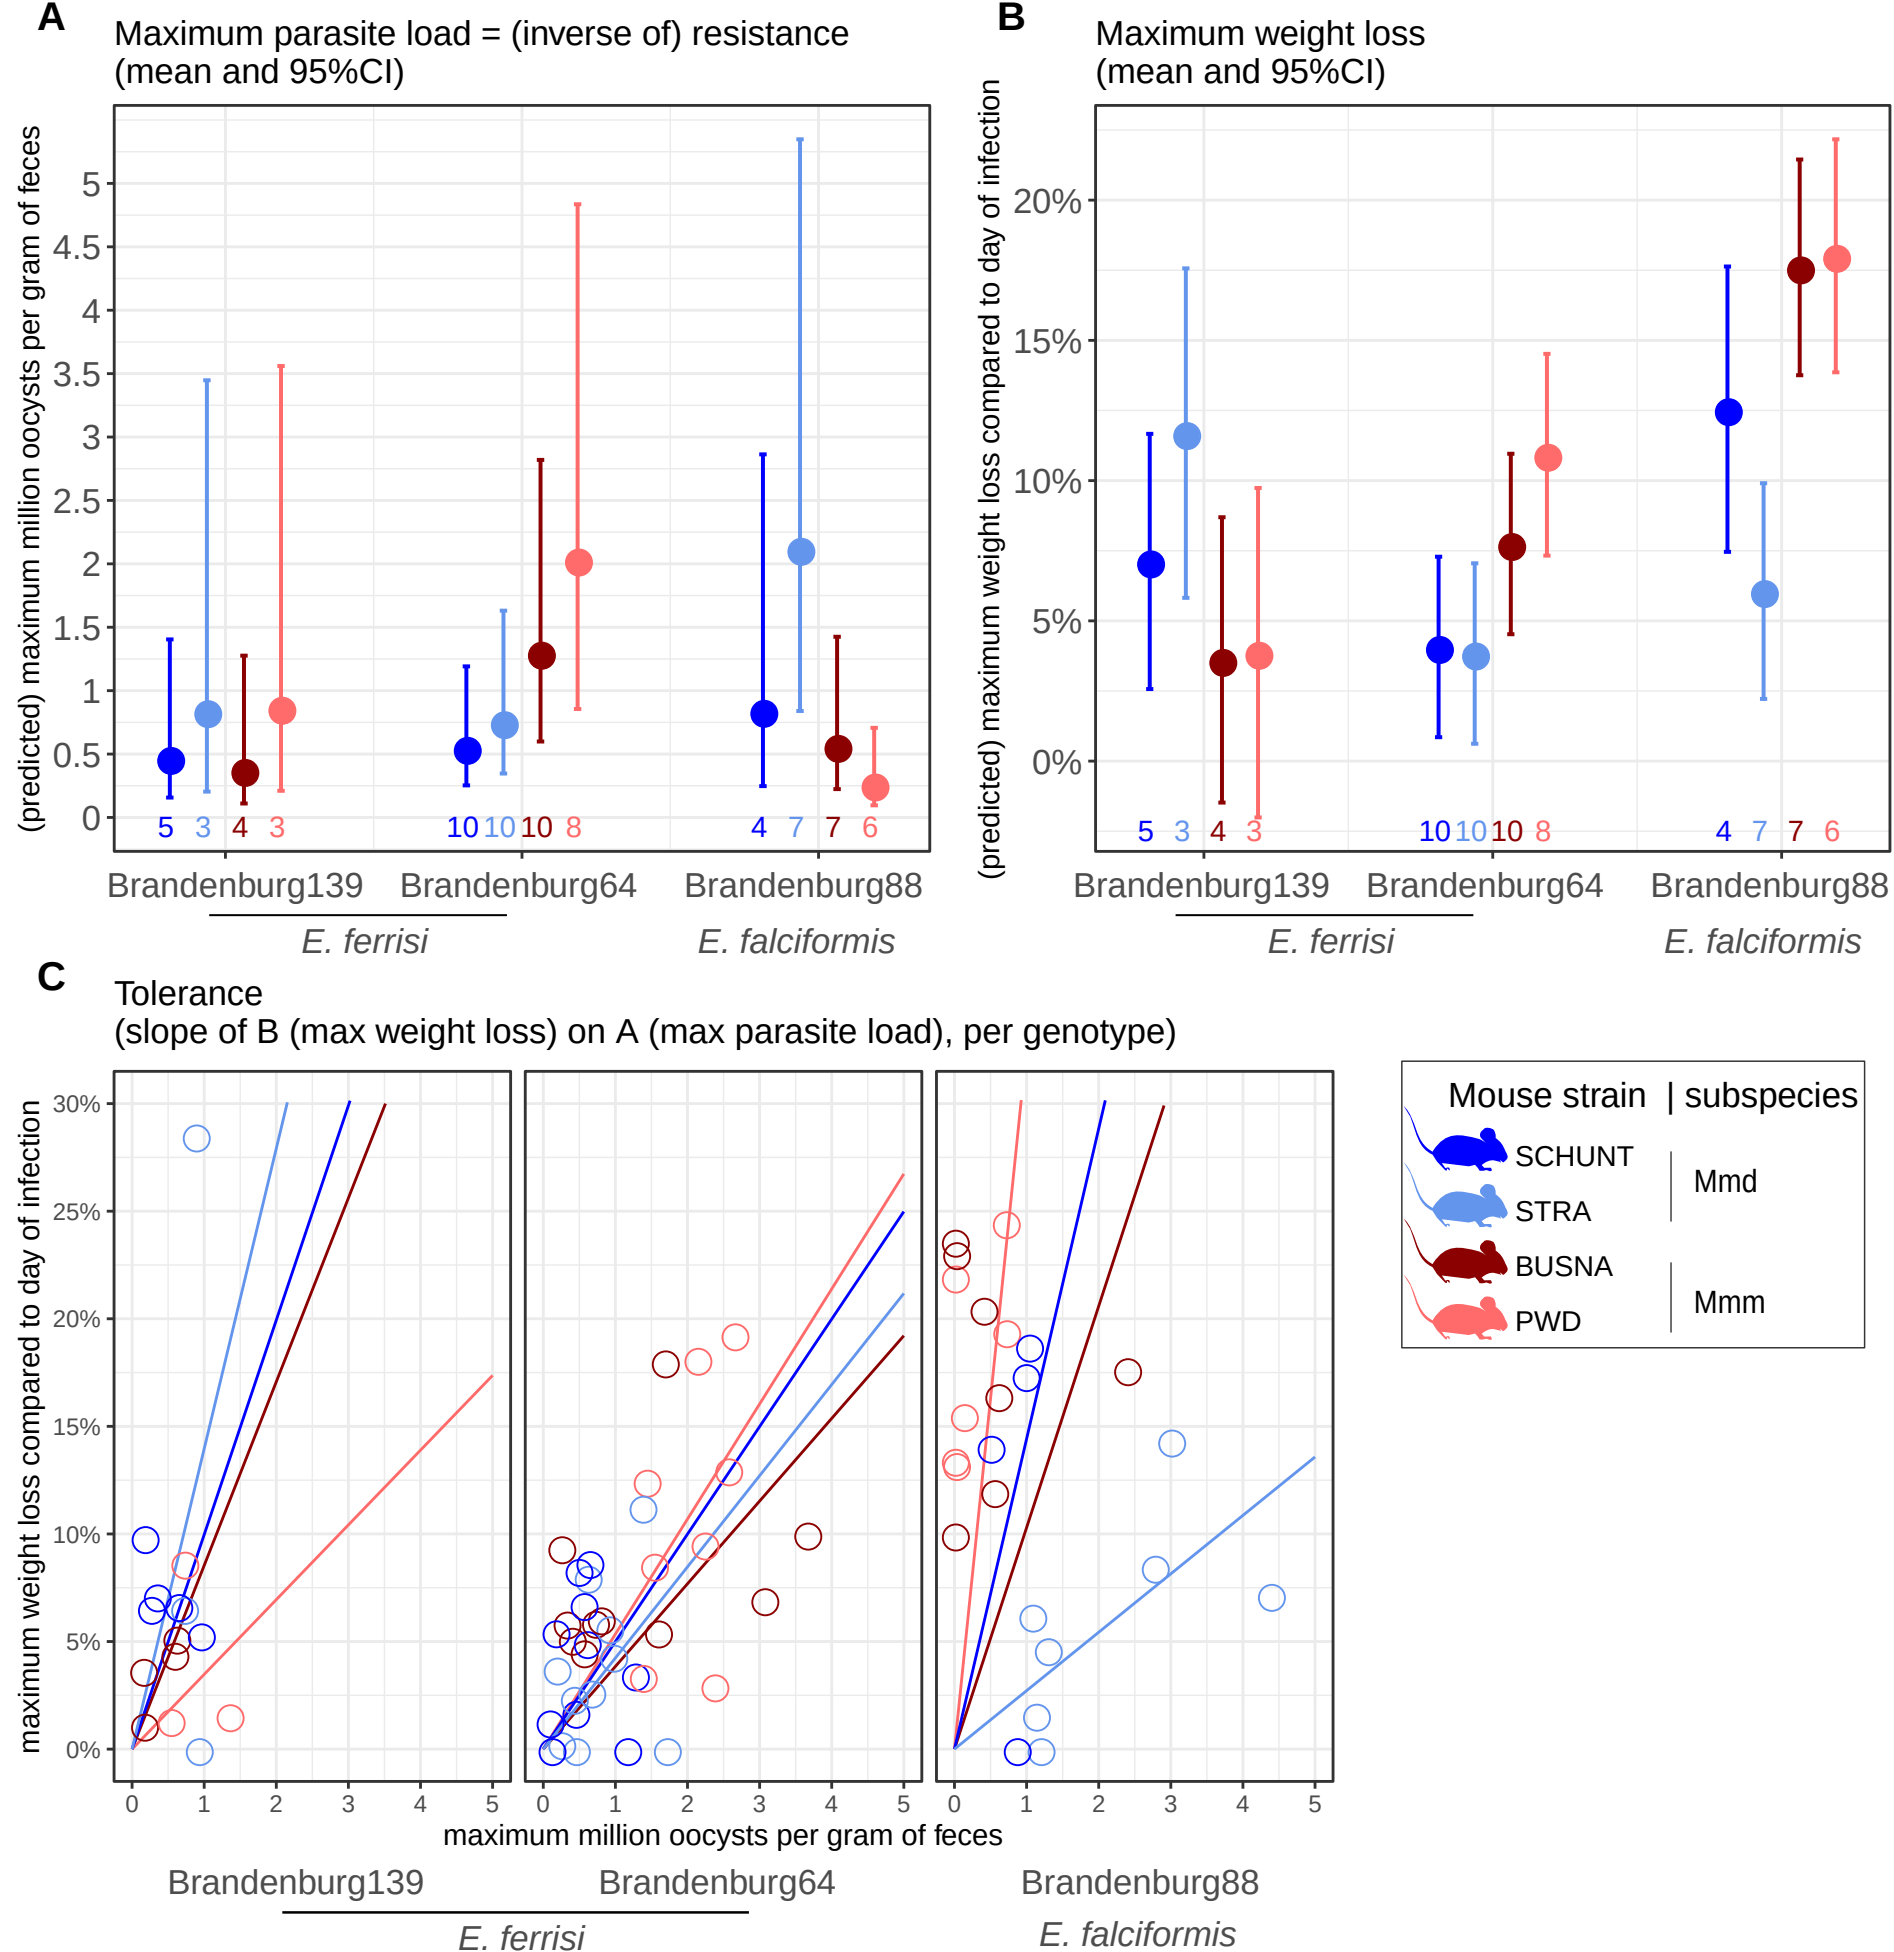 A
Maximum parasite load = (inverse of) resistance
(mean and 95%CI)
(predicted) maximum million oocysts per gram of feces
5
4.5
4
3.5
3
2.5
2
1.5
1
0.5
0
5 3 4 3 10 10 10 8 4 7 7 6
Brandenburg139 Brandenburg64 Brandenburg88
E. ferrisi E. falciformis
B
Maximum weight loss
(mean and 95%CI)
(predicted) maximum weight loss compared to day of infection
20%
15%
10%
5%
0%
5 3 4 3 10 10 10 8 4 7 7 6
Brandenburg139 Brandenburg64 Brandenburg88
E. ferrisi E. falciformis
C
Tolerance
(slope of B (max weight loss) on A (max parasite load), per genotype)
maximum weight loss compared to day of infection
30%
25%
20%
15%
10%
5%
0%
0 1 2 3 4 5 0 1 2 3 4 5 0 1 2 3 4 5
maximum million oocysts per gram of feces
Brandenburg139 Brandenburg64 Brandenburg88
E. ferrisi E. falciformis
Mouse strain | subspecies
SCHUNT
Mmd
STRA
BUSNA
Mmm
PWD